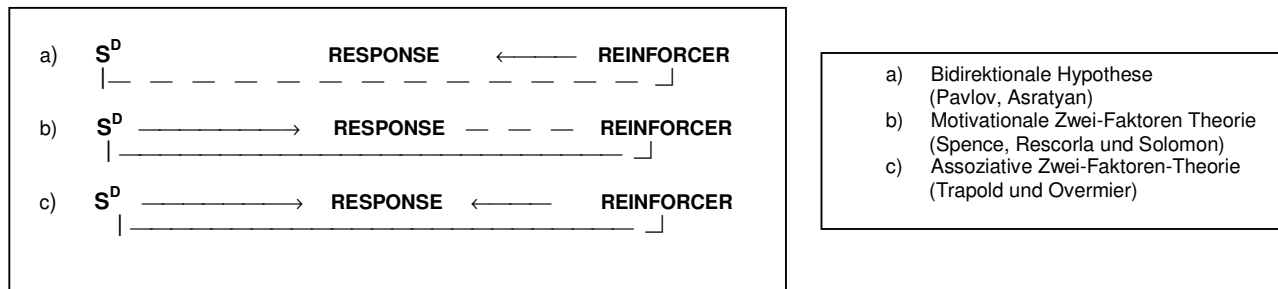 a) S^D RESPONSE REINFORCER
b) S^D RESPONSE REINFORCER
c) S^D RESPONSE REINFORCER
a) Bidirektionale Hypothese
(Pavlov, Asratyan)
b) Motivationale Zwei-Faktoren Theorie
(Spence, Rescorla und Solomon)
c) Assoziative Zwei-Faktoren-Theorie
(Trapold und Overmier)